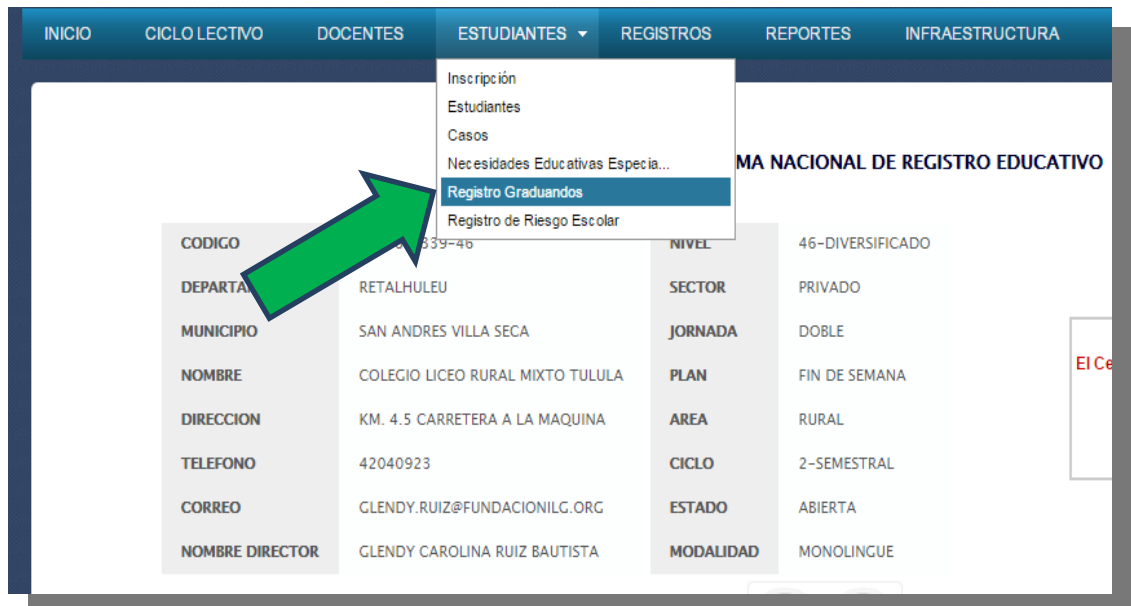 INICIO CICLO LECTIVO DOCENTES ESTUDIANTES REGISTROS REPORTES INFRAESTRUCTURA
Inscripción
Estudiantes
Casos
Necesidades Educativas Especia...
MA NACIONAL DE REGISTRO EDUCATIVO
Registro Graduandos
Registro de Riesgo Escolar
CODIGO 39-46 NIVEL 46-DIVERSIFICADO
DEPARTA RETALHULEU SECTOR PRIVADO
MUNICIPIO SAN ANDRES VILLA SECA JORNADA DOBLE
NOMBRE COLEGIO LICEO RURAL MIXTO TULULA PLAN FIN DE SEMANA
El Ce
DIRECCION KM. 4.5 CARRETERA A LA MAQUINA AREA RURAL
TELEFONO 42040923 CICLO 2-SEMESTRAL
CORREO GLENDY.RUIZ@FUNDACIONILG.ORG ESTADO ABIERTA
NOMBRE DIRECTOR GLENDY CAROLINA RUIZ BAUTISTA MODALIDAD MONOLINGUE